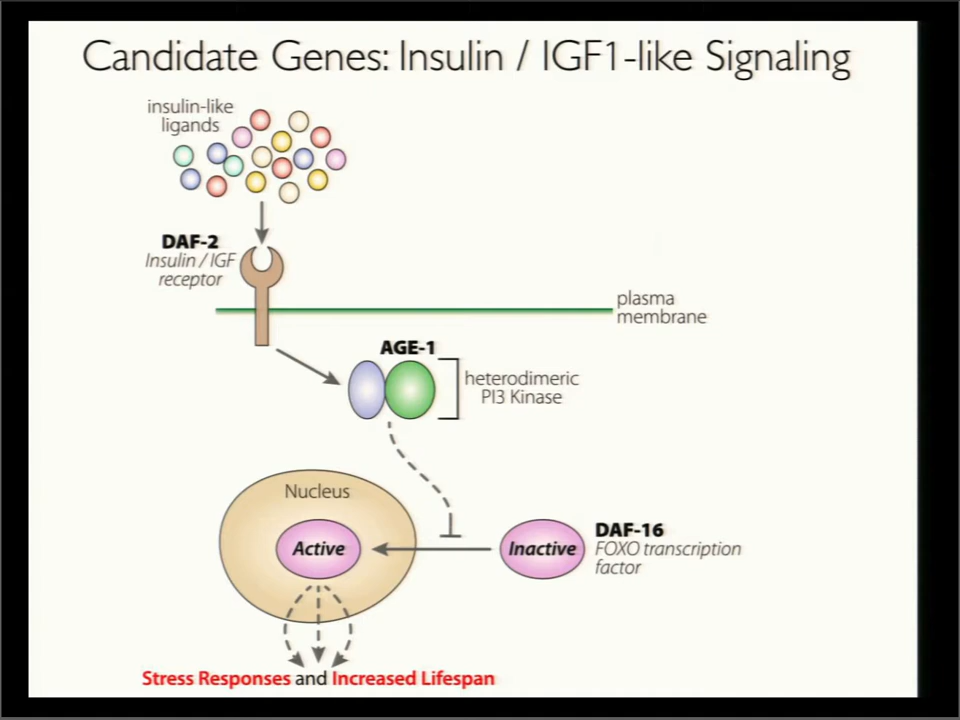 Candidate Genes: Insulin / IGF1-like Signaling
insulin-like
ligands
DAF-2
Insulin / IGF
receptor
plasma
membrane
AGE-1
heterodimeric
PI3 Kinase
Nucleus
Active
Inactive
DAF-16
FOXO transcription
factor
Stress Responses and Increased Lifespan